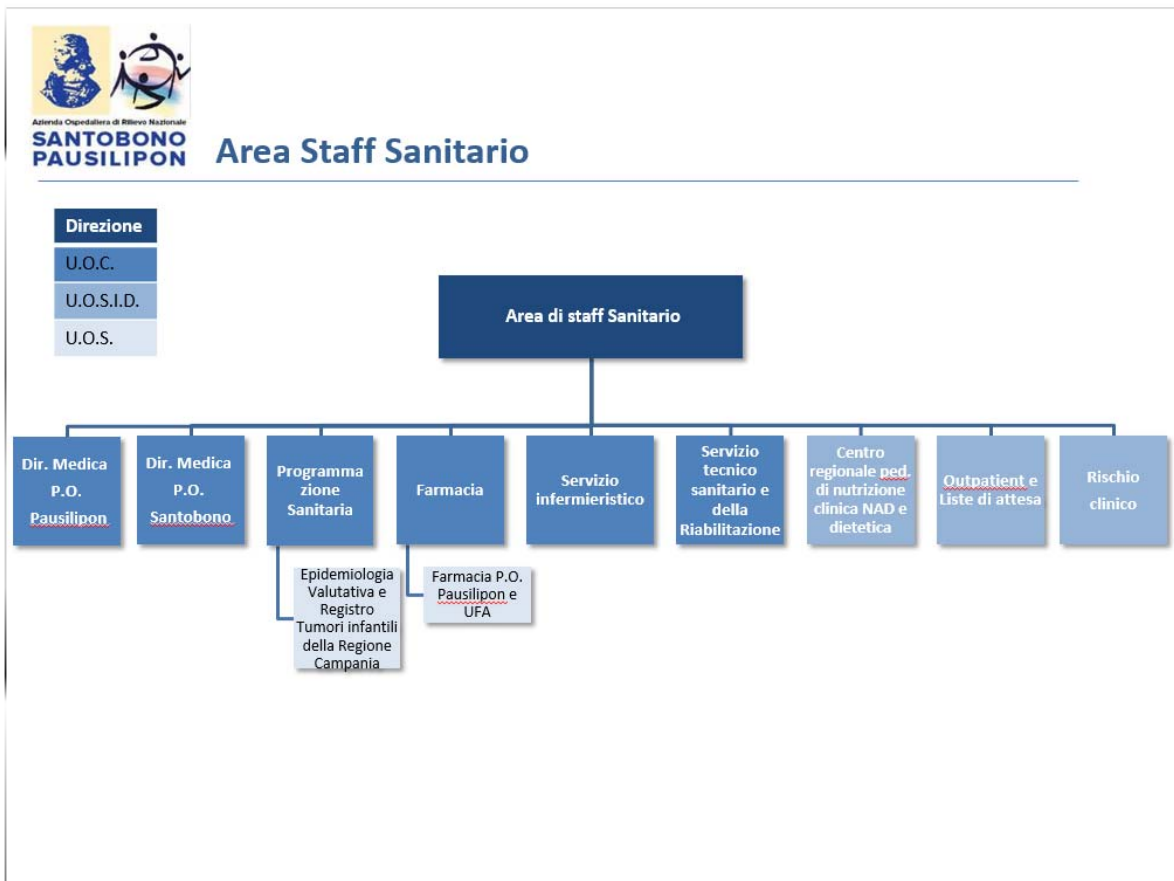 Azienda Ospedaliera di Rilievo Nazionale
SANTOBONO
PAUSILIPON
Area Staff Sanitario
Direzione
U.O.C.
U.O.S.I.D.
U.O.S.
Area di staff Sanitario
Dir. Medica
P.O.
Pausilipon
Dir. Medica
P.O.
Santobono
Programma
zione
Sanitaria
Farmacia
Servizio
infermieristico
Servizio
tecnico
sanitario e
della
Riabilitazione
Centro
regionale ped.
di nutrizione
clinica NAD e
dietetica
Outpatient e
Liste di attesa
Rischio
clinico
Epidemiologia
Valutativa e
Registro
Tumori infantili
della Regione
Campania
Farmacia P.O.
Pausilipon e
UFA